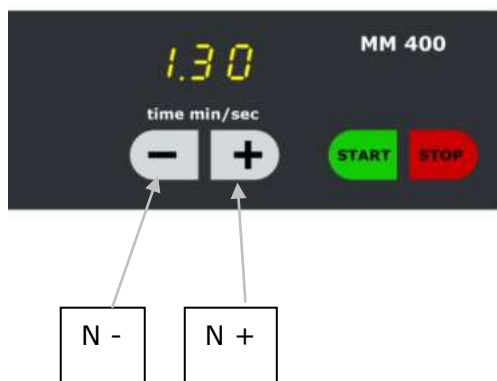 1.30
MM 400
time min/sec
- +
START STOP
N - N +